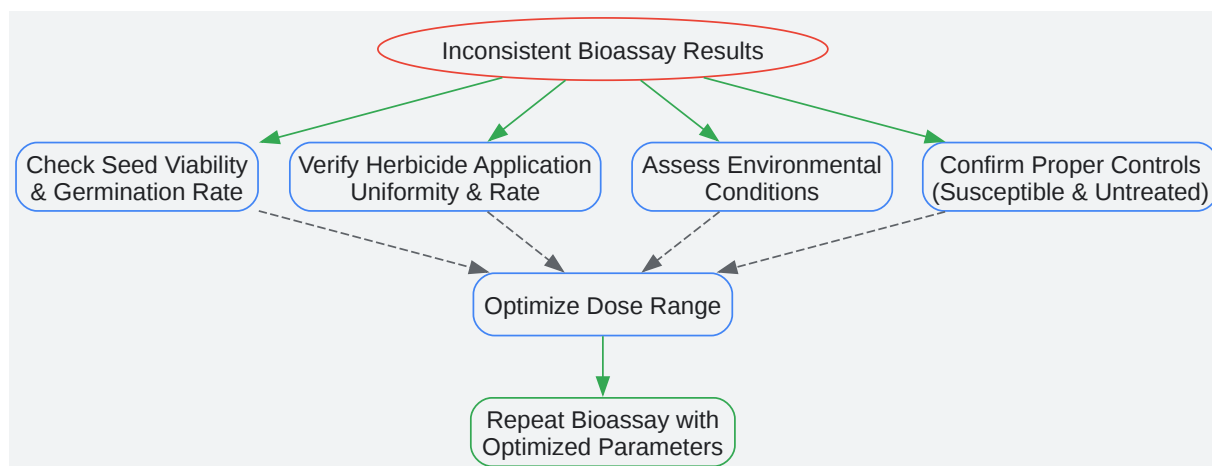 Inconsistent Bioassay Results
Check Seed Viability
& Germination Rate
Verify Herbicide Application
Uniformity & Rate
Assess Environmental
Conditions
Confirm Proper Controls
(Susceptible & Untreated)
Optimize Dose Range
Repeat Bioassay with
Optimized Parameters